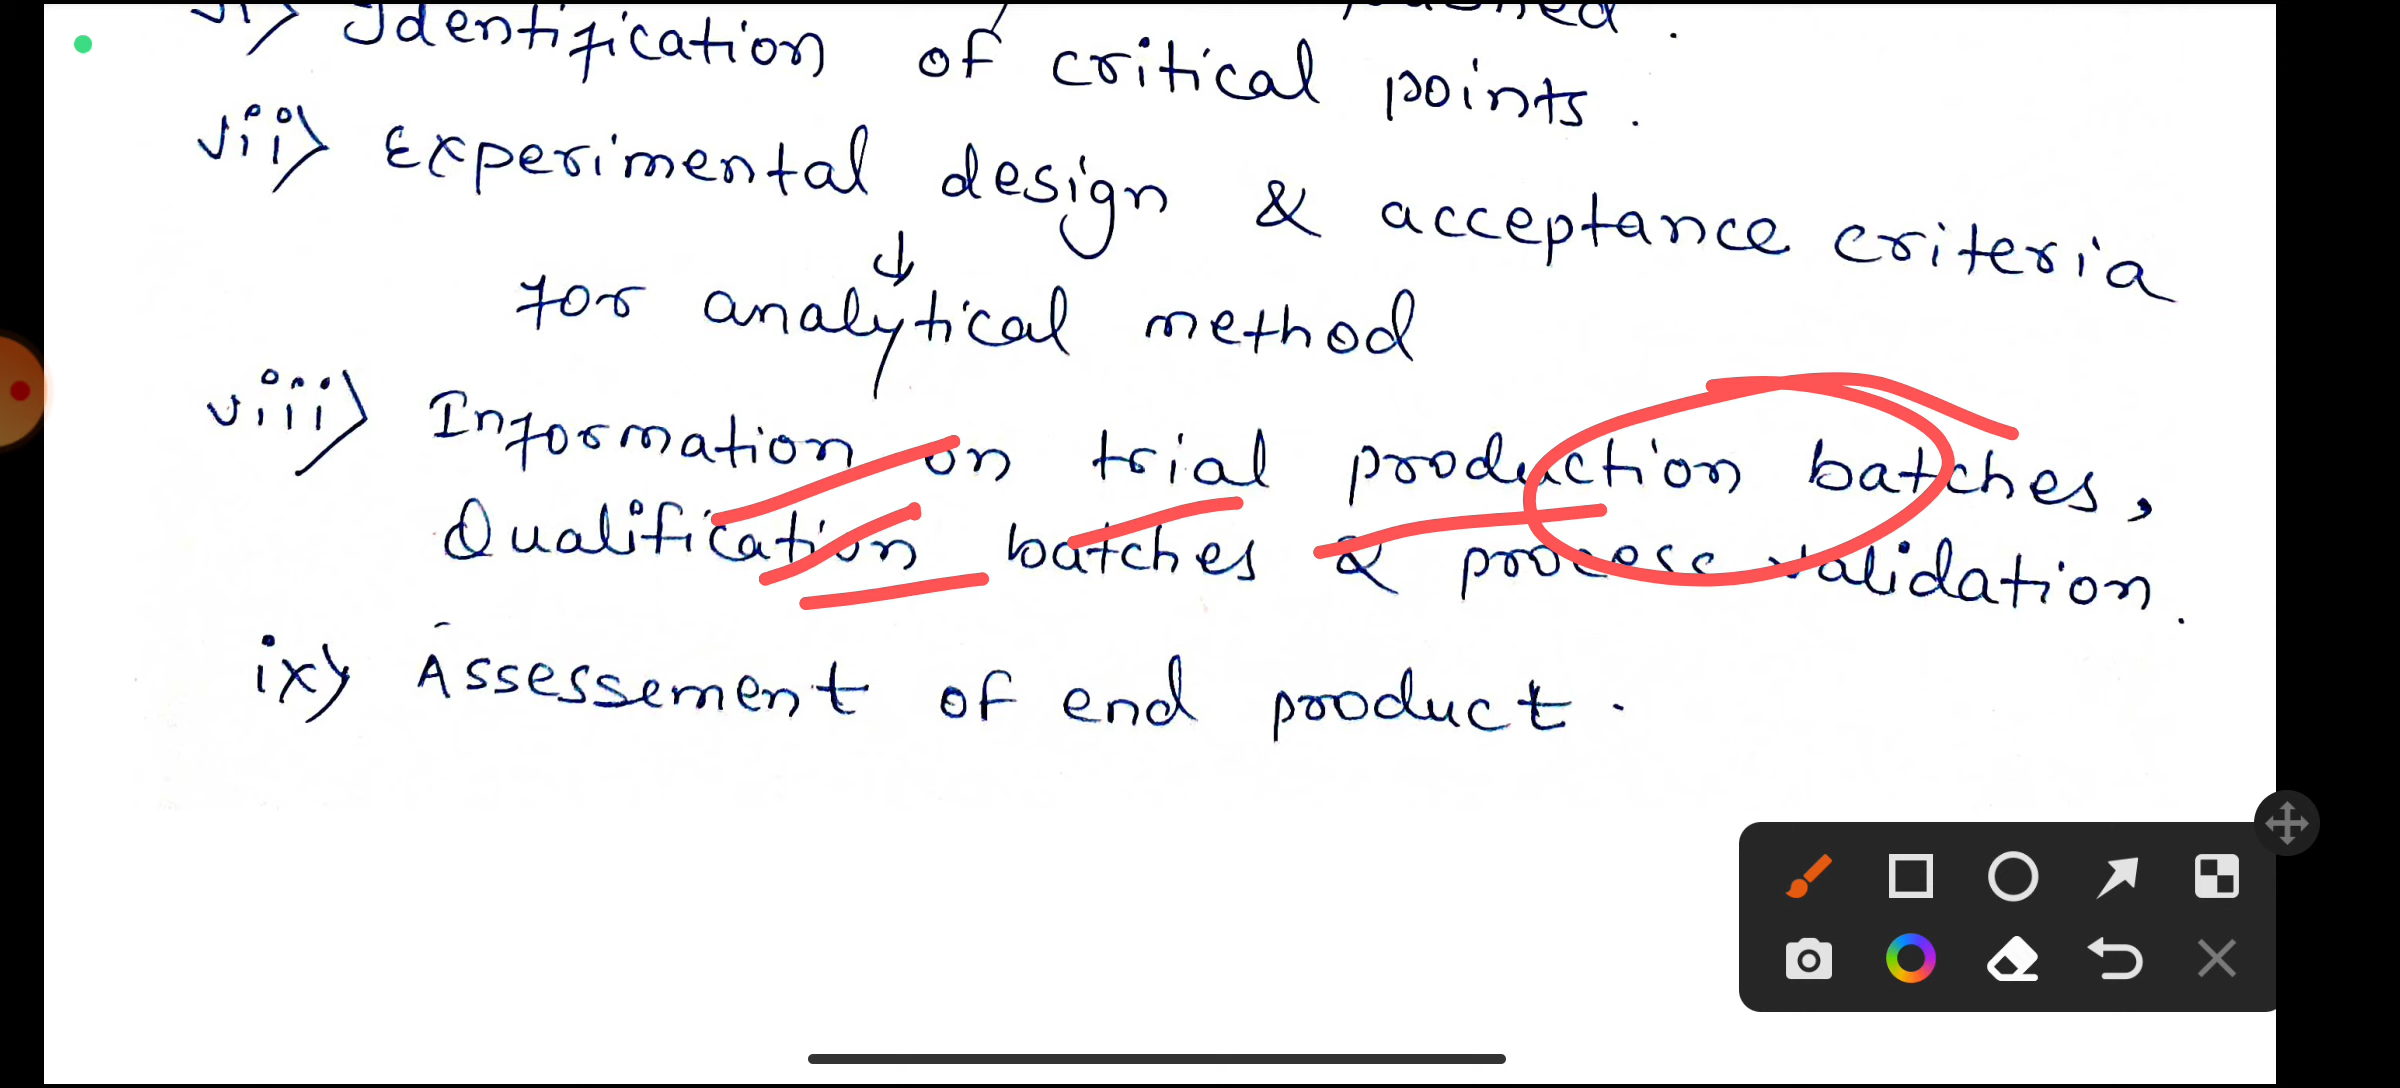 vi) Identification of critical points.
vii) Experimental design & acceptance criteria
for analytical method
viii) Information on trial production batches,
Qualification batches & process validation.
ix) Assessement of end product.